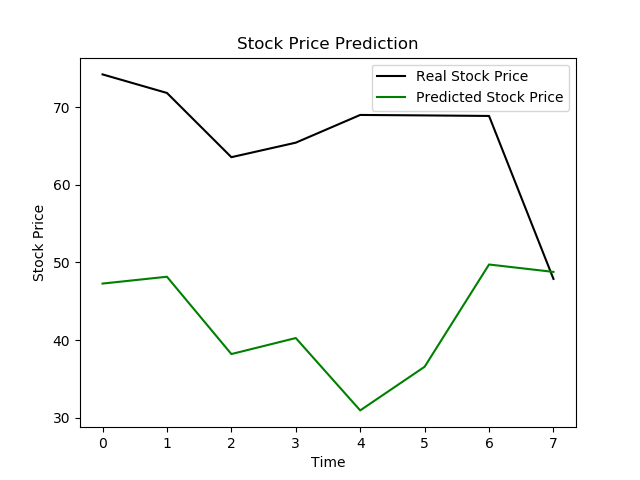 Stock Price Prediction
Real Stock Price
Predicted Stock Price
Stock Price
70
60
50
40
30
0 1 2 3 4 5 6 7
Time